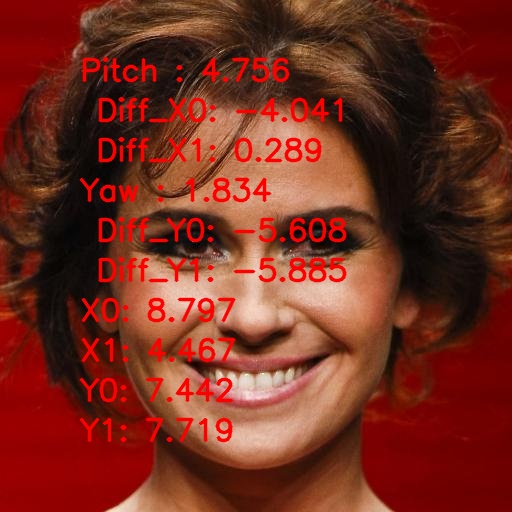 Pitch : 4.756
Diff_X0: -4.041
Diff_X1: 0.289
Yaw : 1.834
Diff_Y0: -5.608
Diff_Y1: -5.885
X0: 8.797
X1: 4.467
Y0: 7.442
Y1: 7.719